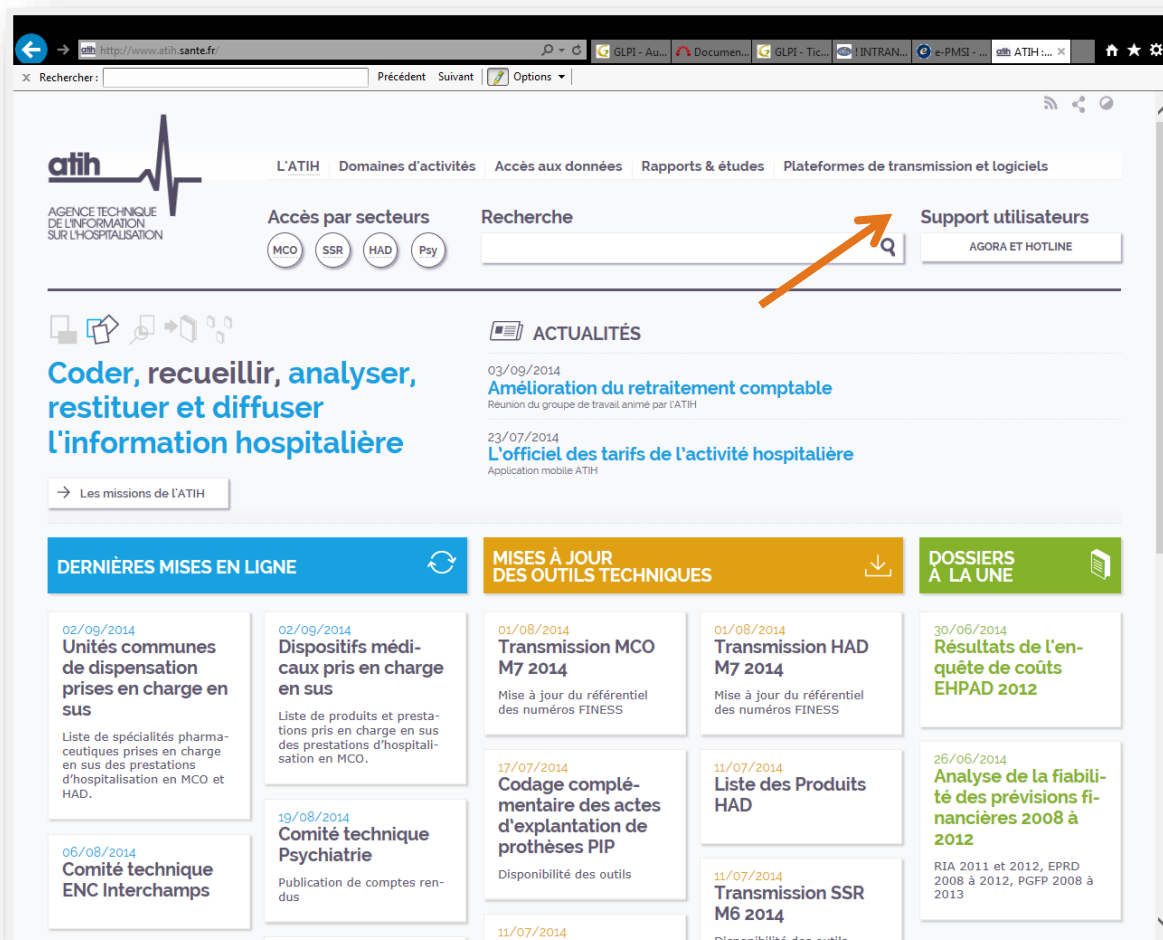 http://www.atih.sante.fr/
GLPI - Au...
Documen...
GLPI - Tic...
! INTRAN...
e-PMSI - ...
ATIH :... ×
× Rechercher :
Précédent Suivant Options
atih
AGENCE TECHNIQUE
DE L'INFORMATION
SUR L'HOSPITALISATION
L'ATIH Domaines d'activités Accès aux données Rapports & études Plateformes de transmission et logiciels
Accès par secteurs
MCO SSR HAD Psy
Recherche
Support utilisateurs
AGORA ET HOTLINE
Coder, recueillir, analyser,
restituer et diffuser
l'information hospitalière
→ Les missions de l'ATIH
ACTUALITÉS
03/09/2014
Amélioration du retraitement comptable
Réunion du groupe de travail animé par l'ATIH
23/07/2014
L'officiel des tarifs de l'activité hospitalière
Application mobile ATIH
DERNIÈRES MISES EN LIGNE
02/09/2014
Unités communes
de dispensation
prises en charge en
sus
Liste de spécialités pharma-
ceutiques prises en charge
en sus des prestations
d'hospitalisation en MCO et
HAD.
06/08/2014
Comité technique
ENC Interchamps
02/09/2014
Dispositifs médi-
caux pris en charge
en sus
Liste de produits et presta-
tions pris en charge en sus
des prestations d'hospitali-
sation en MCO.
19/08/2014
Comité technique
Psychiatrie
Publication de comptes ren-
dus
MISES À JOUR
DES OUTILS TECHNIQUES
01/08/2014
Transmission MCO
M7 2014
Mise à jour du référentiel
des numéros FINESS
17/07/2014
Codage complé-
mentaire des actes
d'explantation de
prothèses PIP
Disponibilité des outils
11/07/2014
01/08/2014
Transmission HAD
M7 2014
Mise à jour du référentiel
des numéros FINESS
11/07/2014
Liste des Produits
HAD
11/07/2014
Transmission SSR
M6 2014
Disponibilité des outils
DOSSIERS
À LA UNE
30/06/2014
Résultats de l'en-
quête de coûts
EHPAD 2012
26/06/2014
Analyse de la fiabili-
té des prévisions fi-
nancières 2008 à
2012
RIA 2011 et 2012, EPRD
2008 à 2012, PGFP 2008 à
2013